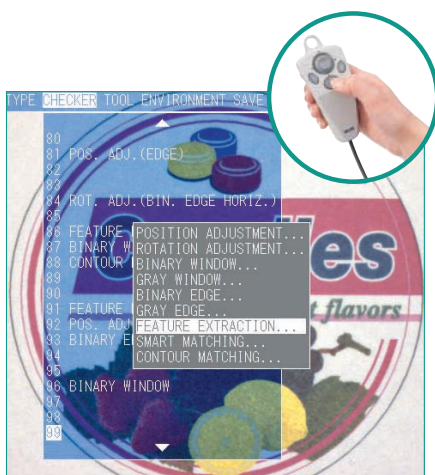 TYPE CHECKER TOOL ENVIRONMENT SAVE
80
81 POS. ADJ.(EDGE)
82
83
84 ROT. ADJ.(BIN. EDGE HORIZ.)
85
86 FEATURE
87 BINARY W
88 CONTOUR
89
90
91 FEATURE
92 POS. ADJ
93 BINARY E
94
95
96 BINARY WINDOW
97
98
99
POSITION ADJUSTMENT...
ROTATION ADJUSTMENT...
BINARY WINDOW...
GRAY WINDOW...
BINARY EDGE...
GRAY EDGE...
FEATURE EXTRACTION...
SMART MATCHING...
CONTOUR MATCHING...
es
flavors